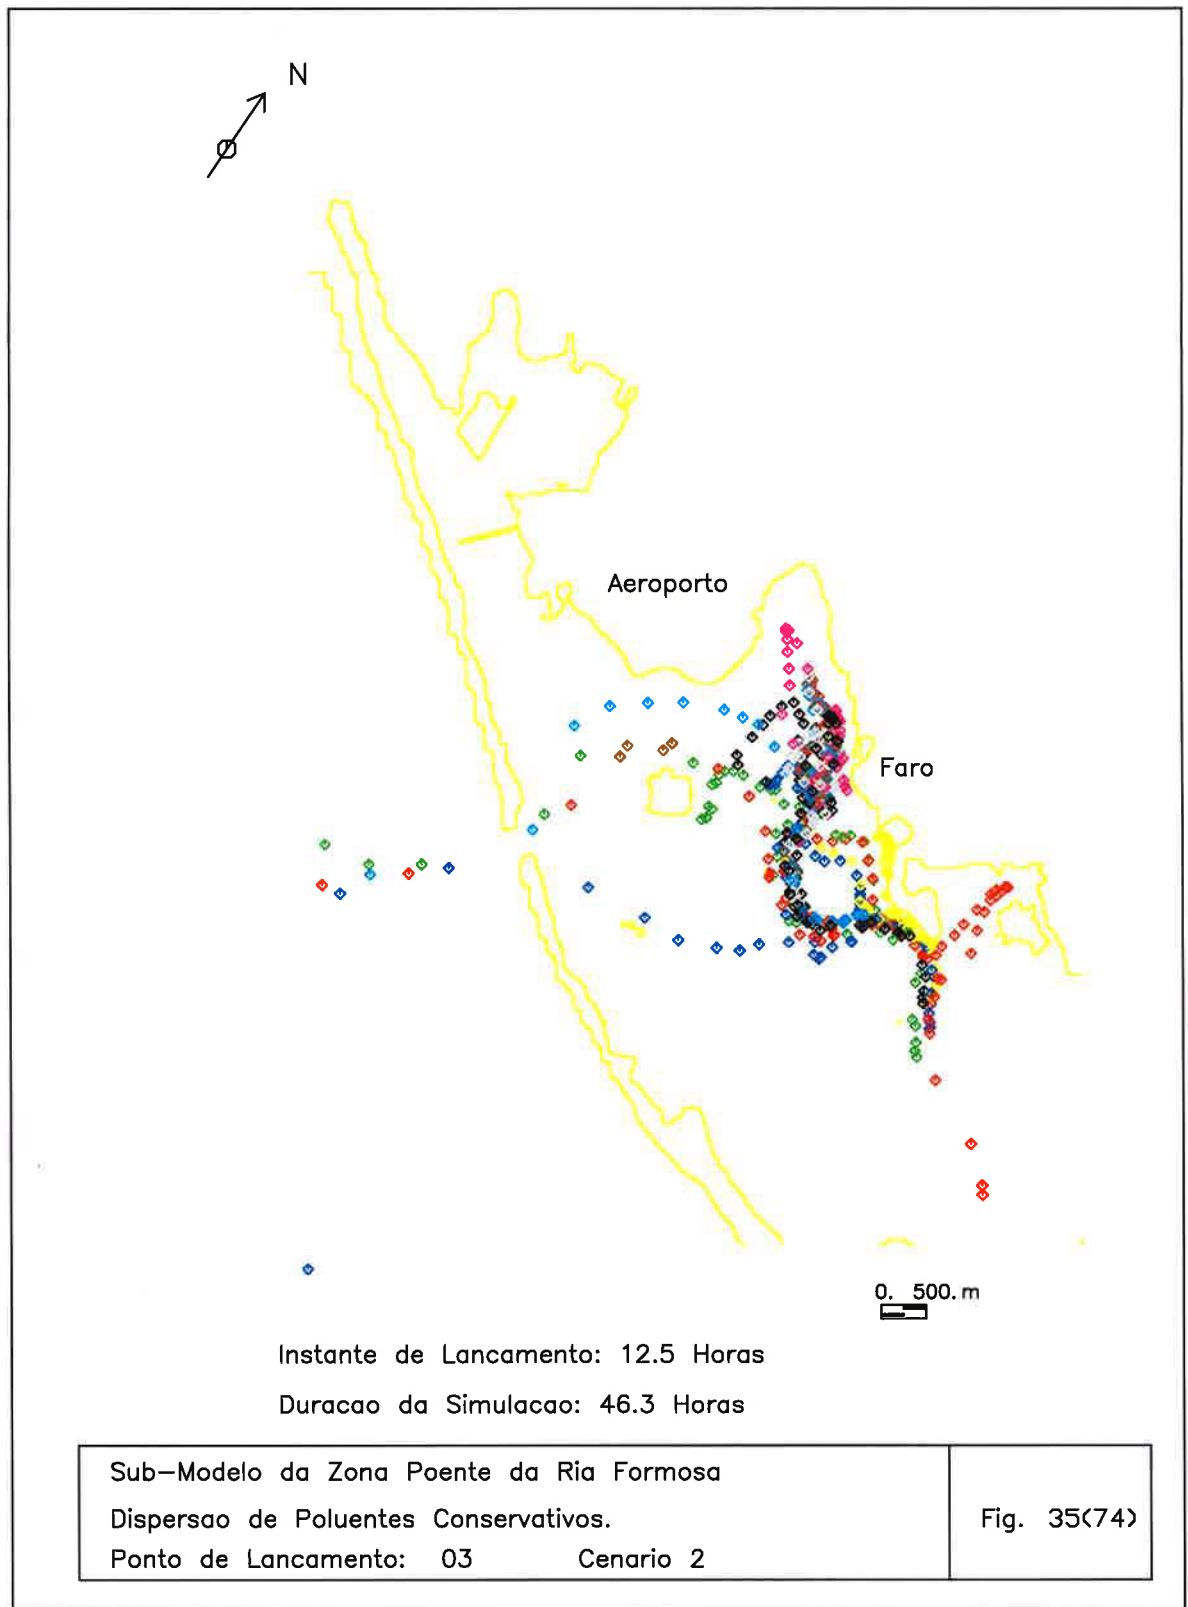 N
Aeroporto
Faro
0. 500. m
Instante de Lancamento: 12.5 Horas
Duracao da Simulacao: 46.3 Horas
Sub-Modelo da Zona Poente da Ria Formosa
Dispersao de Poluentes Conservativos.
Ponto de Lancamento: 03 Cenario 2
Fig. 35(74)